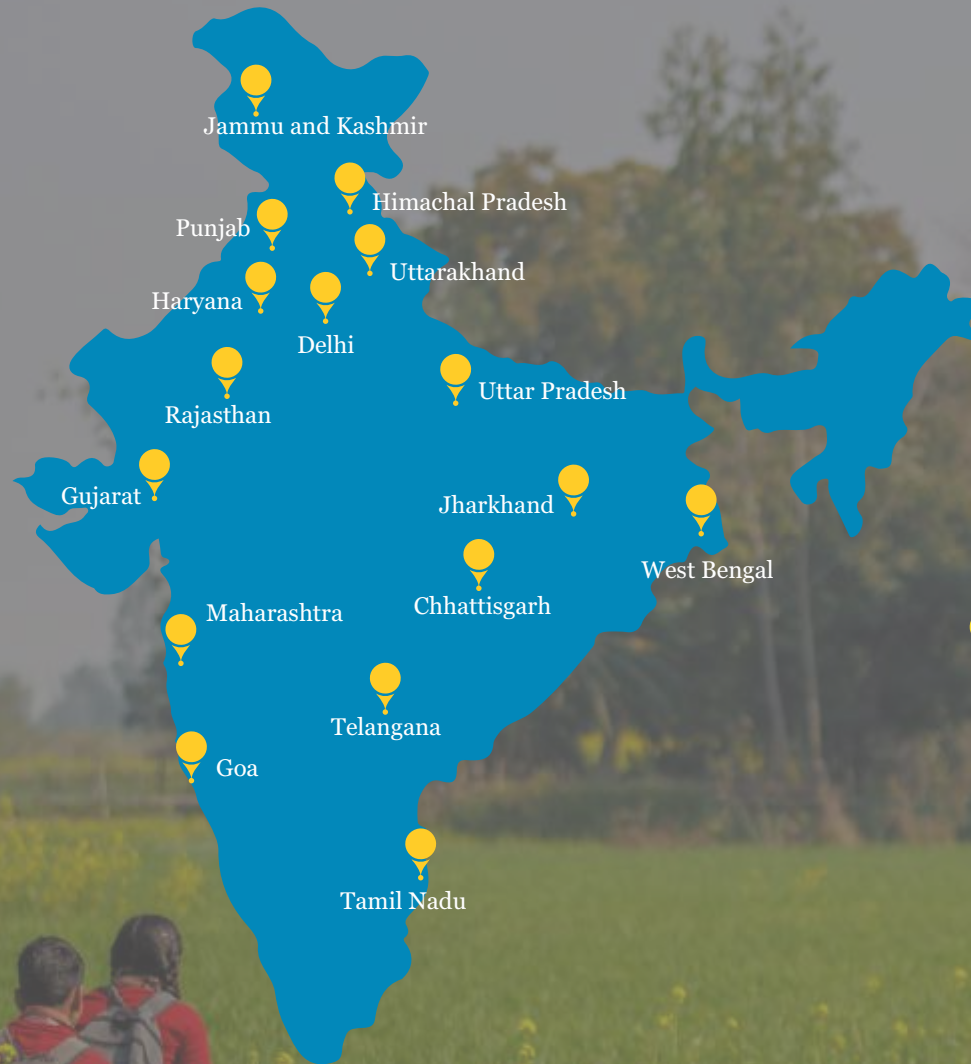 Jammu and Kashmir
Himachal Pradesh
Punjab
Uttarakhand
Haryana
Delhi
Uttar Pradesh
Rajasthan
Gujarat
Jharkhand
West Bengal
Chhattisgarh
Maharashtra
Telangana
Goa
Tamil Nadu